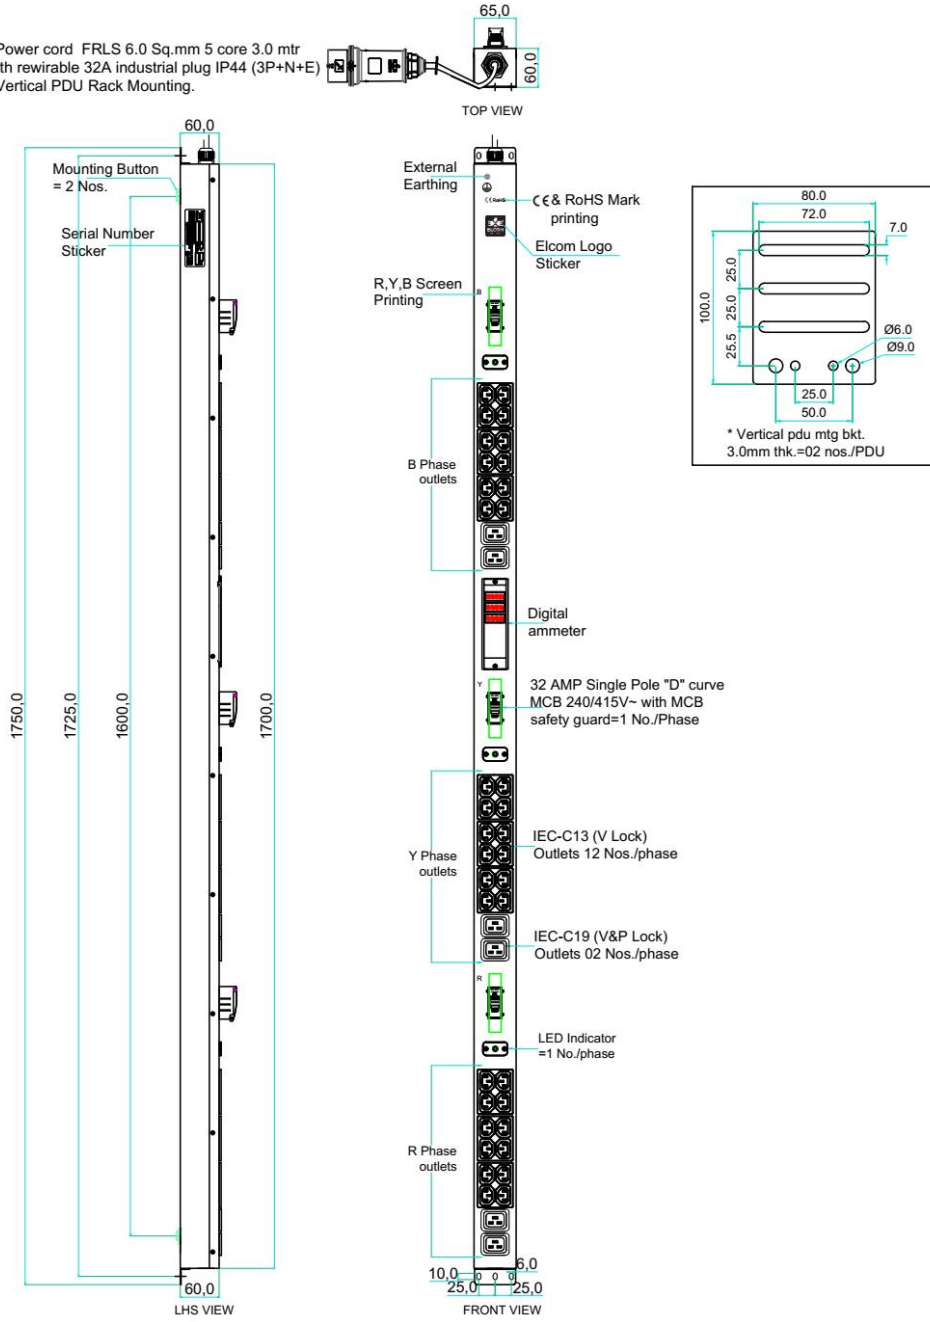 65,0
Power cord FRLS 6.0 Sq.mm 5 core 3.0 mtr
ith rewirable 32A industrial plug IP44 (3P+N+E)
Vertical PDU Rack Mounting.
60,0
TOP VIEW
60,0
Mounting Button
= 2 Nos.
Serial Number
Sticker
1750,0
1725,0
1600,0
1700,0
60,0
LHS VIEW
External
Earthing
CE RoHS
CE & RoHS Mark
printing
ELCOM
Elcom Logo
Sticker
R,Y,B Screen
Printing
B
B Phase
outlets
Digital
ammeter
Y
32 AMP Single Pole "D" curve
MCB 240/415V~ with MCB
safety guard=1 No./Phase
Y Phase
outlets
IEC-C13 (V Lock)
Outlets 12 Nos./phase
IEC-C19 (V&P Lock)
Outlets 02 Nos./phase
R
LED Indicator
=1 No./phase
R Phase
outlets
10,0
6,0
25,0
25,0
FRONT VIEW
80.0
72.0
7.0
100.0
25.0
25.0
25.5
Ø6.0
Ø9.0
25.0
50.0
* Vertical pdu mtg bkt.
3.0mm thk.=02 nos./PDU